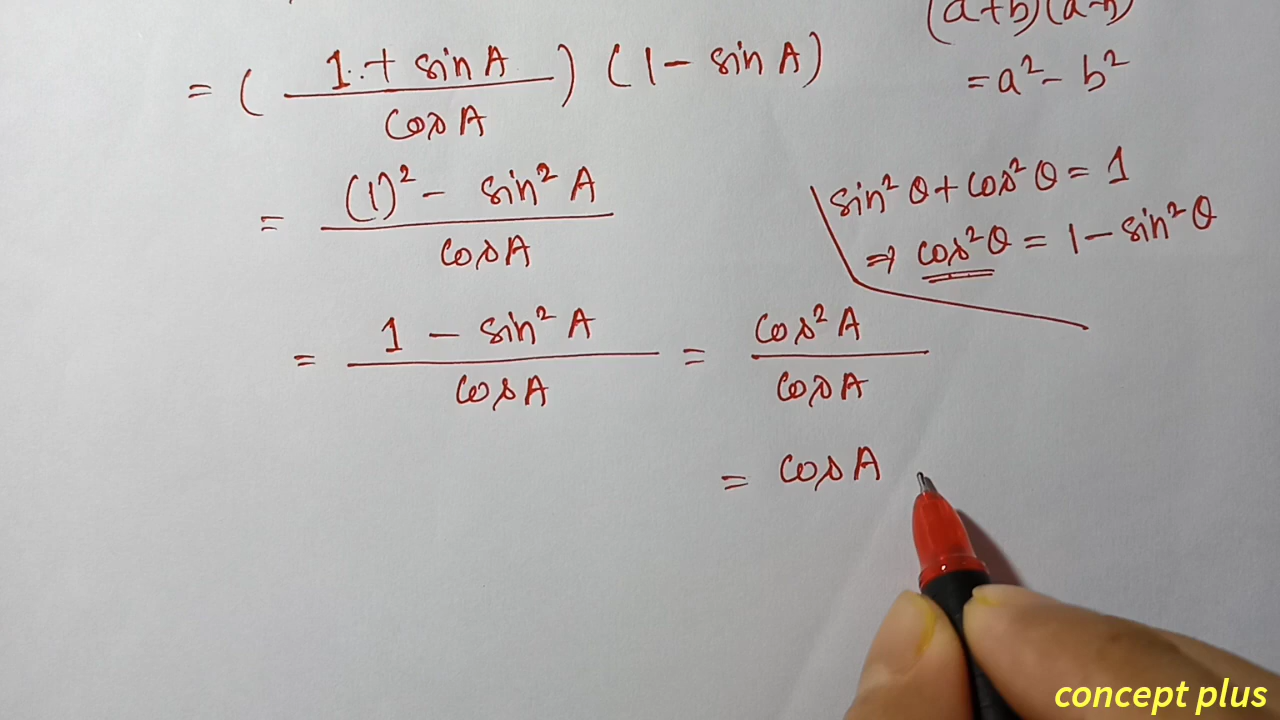 (a+b)(a-b)
= ( 1 + sin A / cos A ) (1 - sin A)
= a² - b²
= (1)² - sin² A / cos A
sin² θ + cos² θ = 1
⇒ cos² θ = 1 - sin² θ
= 1 - sin² A / cos A = cos² A / cos A
= cos A
concept plus